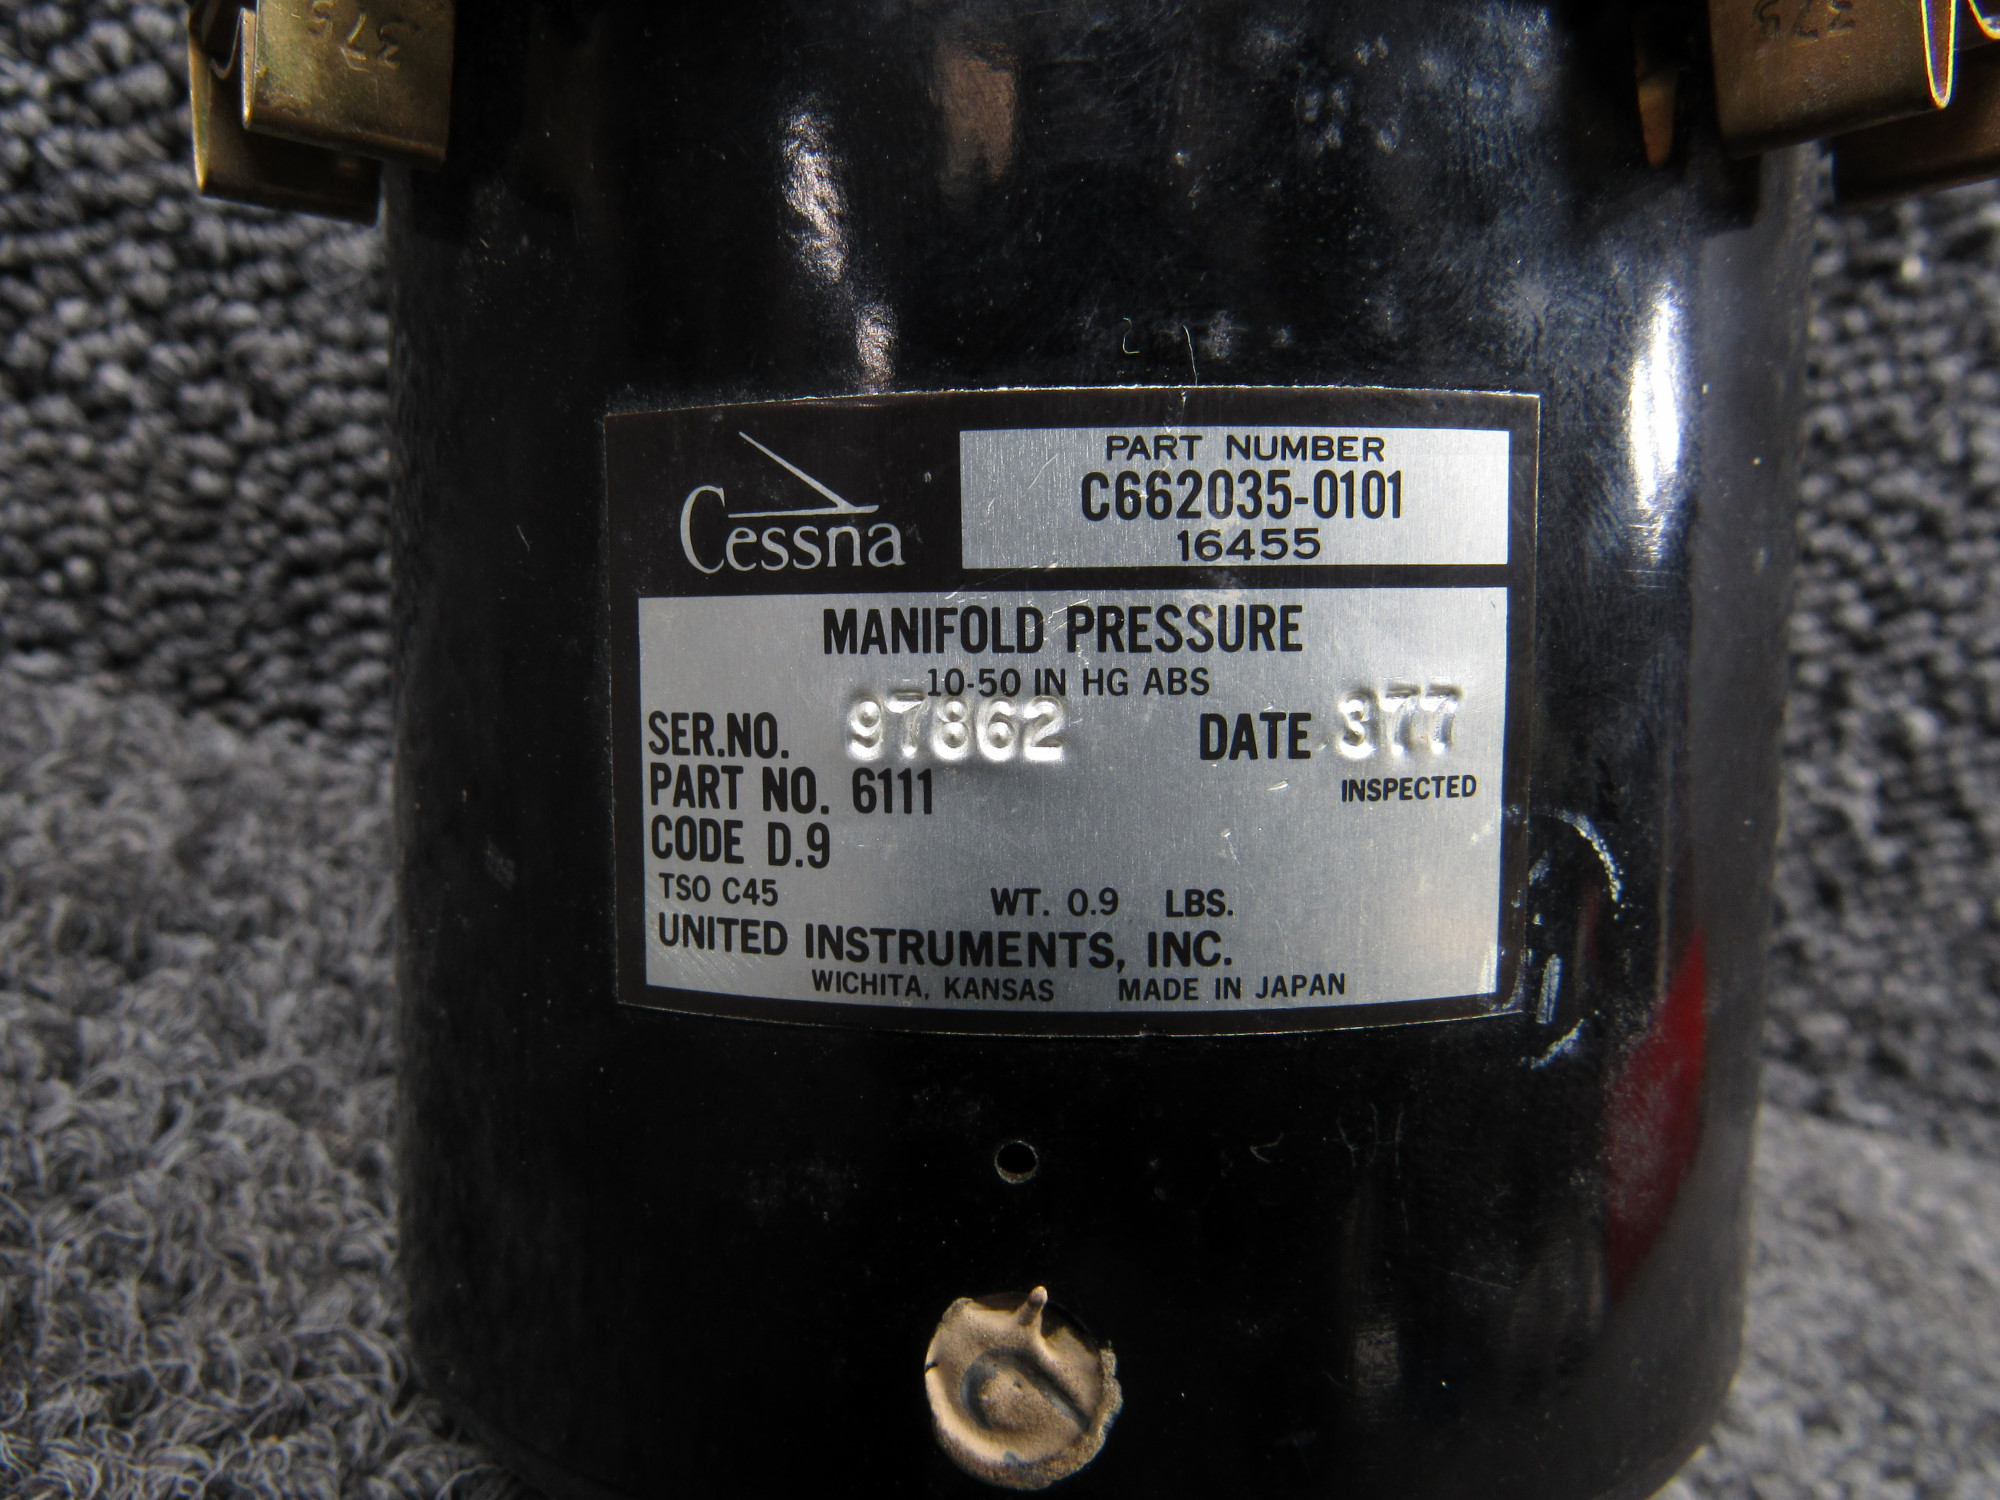 .375
.375
Cessna
PART NUMBER
C662035-0101
16455
MANIFOLD PRESSURE
10-50 IN HG ABS
SER.NO. 97862 DATE 377
PART NO. 6111 INSPECTED
CODE D.9
TSO C45 WT. 0.9 LBS.
UNITED INSTRUMENTS, INC.
WICHITA, KANSAS MADE IN JAPAN